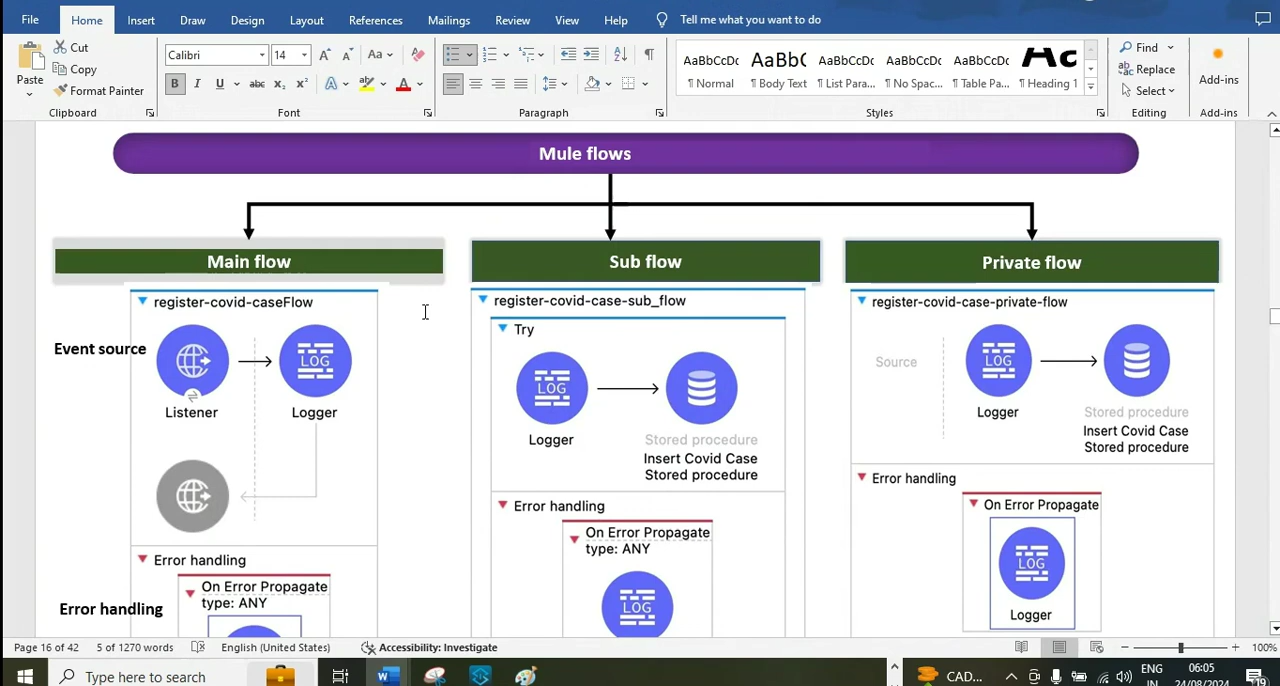 File Home Insert Draw Design Layout References Mailings Review View Help Tell me what you want to do
Paste
Cut
Copy
Format Painter
Clipboard
Calibri 14
Font
Paragraph
AaBbCcDc ¶ Normal
AaBbC ¶ Body Text
AaBbCcDc ¶ List Para...
AaBbCcDc ¶ No Spac...
AaBbCcDc ¶ Table Pa...
¶ Heading 1
Styles
Find
Replace
Select
Editing
Add-ins
Add-ins
Mule flows
Main flow
Sub flow
Private flow
register-covid-caseFlow
Event source
Listener
LOG
Logger
Error handling
On Error Propagate
type: ANY
Error handling
register-covid-case-sub_flow
Try
LOG
Logger
Stored procedure
Insert Covid Case
Stored procedure
Error handling
On Error Propagate
type: ANY
LOG
register-covid-case-private-flow
Source
LOG
Logger
Stored procedure
Insert Covid Case
Stored procedure
Error handling
On Error Propagate
LOG
Logger
Page 16 of 42 5 of 1270 words English (United States) Accessibility: Investigate 100%
Type here to search
CAD...
ENG
IN
06:05
24/08/2024